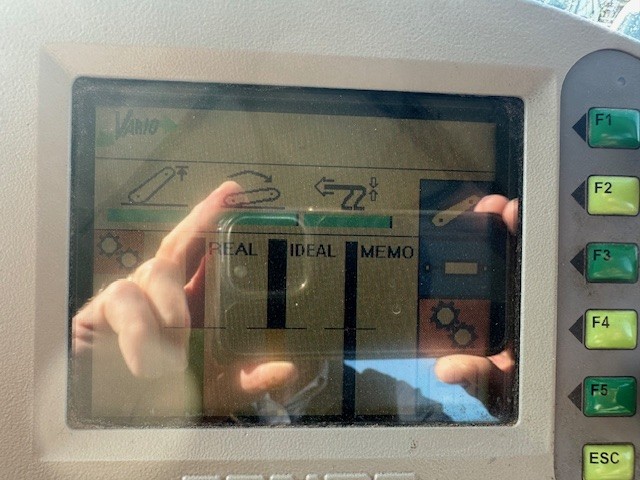 VARIO
REAL IDEAL MEMO
F1
F2
F3
F4
F5
ESC